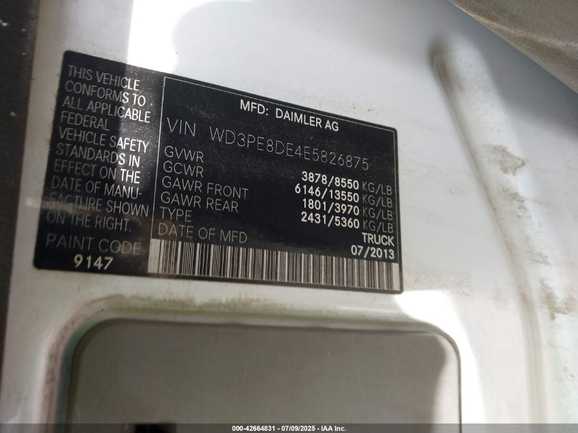 THIS VEHICLE
CONFORMS TO
ALL APPLICABLE
FEDERAL
VEHICLE SAFETY
STANDARDS IN
EFFECT ON THE
DATE OF MANU-
FACTURE SHOWN
ON THE RIGHT.
PAINT CODE
9147
MFD: DAIMLER AG
VIN WD3PE8DE4E5826875
GVWR 3878/8550 KG/LB
GCWR 6146/13550 KG/LB
GAWR FRONT 1801/3970 KG/LB
GAWR REAR 2431/5360 KG/LB
TYPE TRUCK
DATE OF MFD 07/2013
000-42664831 - 07/09/2025 - IAA Inc.